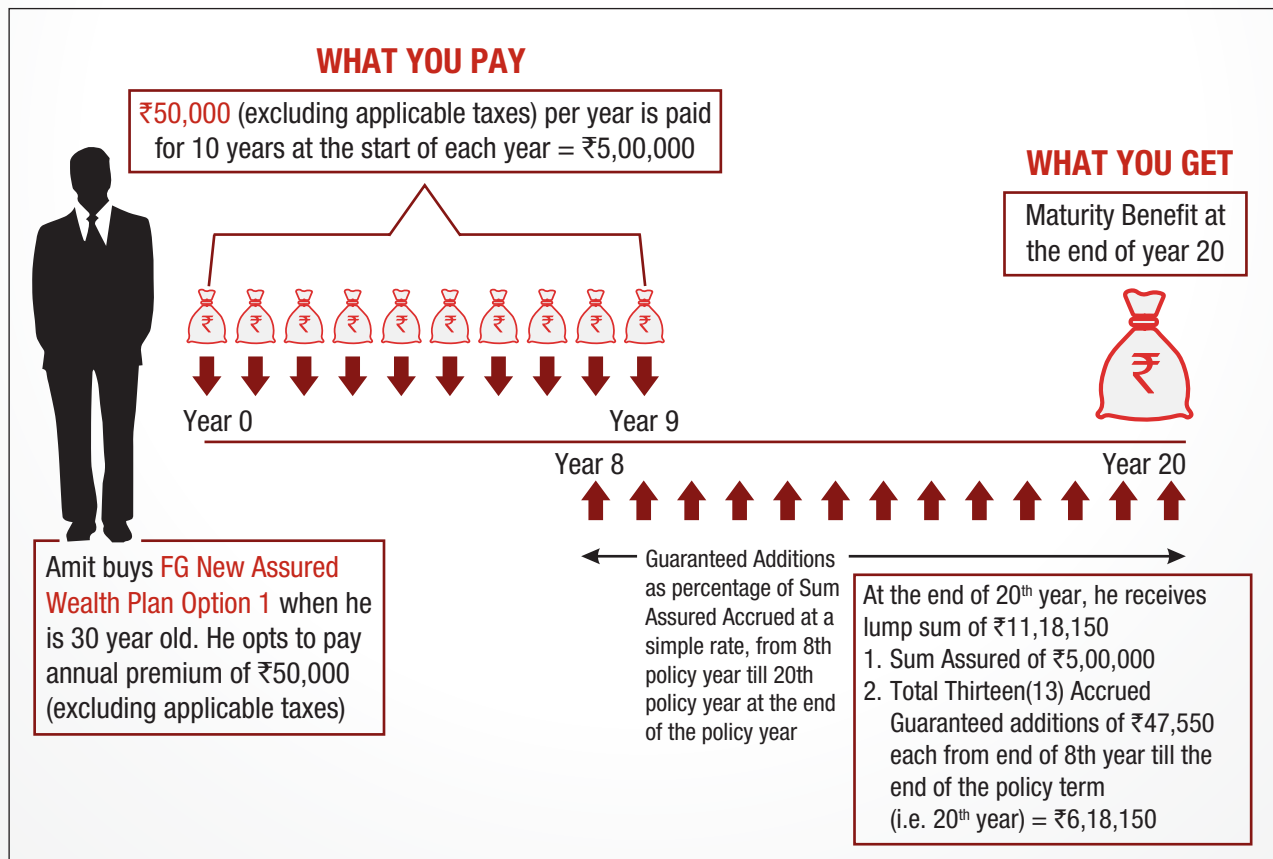 WHAT YOU PAY
₹50,000 (excluding applicable taxes) per year is paid
for 10 years at the start of each year = ₹5,00,000
WHAT YOU GET
Maturity Benefit at
the end of year 20
₹
₹
₹
₹
₹
₹
₹
₹
₹
₹
₹
Year 0
Year 9
Year 8
Year 20
Amit buys FG New Assured
Wealth Plan Option 1 when he
is 30 year old. He opts to pay
annual premium of ₹50,000
(excluding applicable taxes)
Guaranteed Additions
as percentage of Sum
Assured Accrued at a
simple rate, from 8th
policy year till 20th
policy year at the end
of the policy year
At the end of 20th year, he receives
lump sum of ₹11,18,150
1. Sum Assured of ₹5,00,000
2. Total Thirteen(13) Accrued
Guaranteed additions of ₹47,550
each from end of 8th year till the
end of the policy term
(i.e. 20th year) = ₹6,18,150